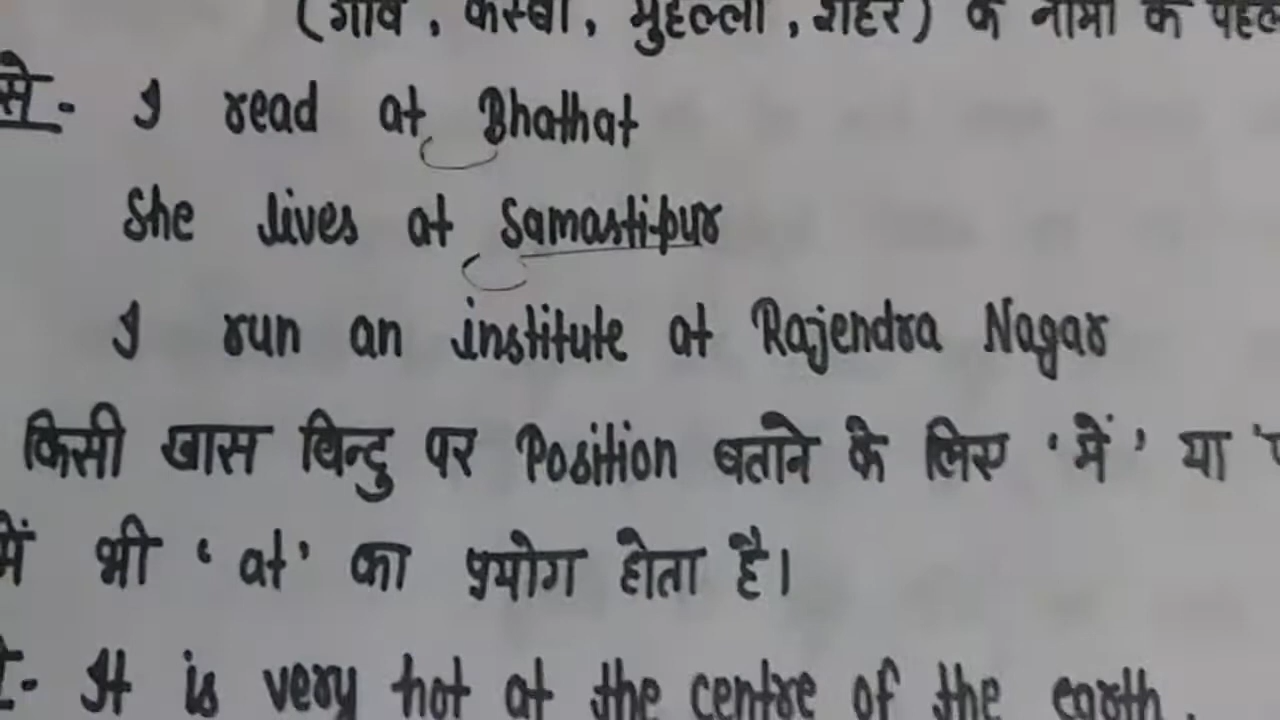 (गाँव, कस्बा, मुहल्ला, शहर) के नामों के पहले
से- I read at Bhathat
She lives at Samastipur
I run an institute at Rajendra Nagar
किसी खास बिन्दु पर Position बताने के लिए 'में' या '
में भी 'at' का प्रयोग होता है।
It is very hot at the centre of the earth.